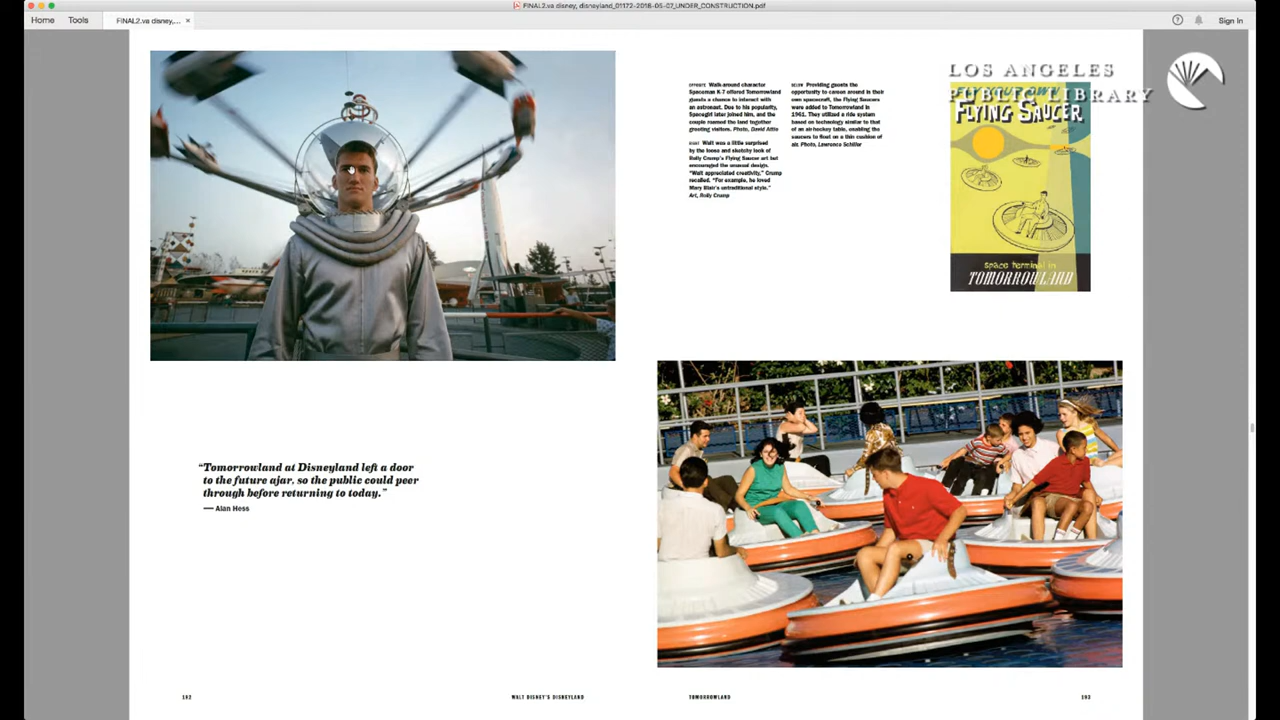 FINAL2.va disney, disneyland_01172-2018-05-07_UNDER_CONSTRUCTION.pdf
Home Tools FINAL2.va disney,... × Sign In
LOS ANGELES
PUBLIC LIBRARY
OPPOSITE Walk-around character
Spaceman K-7 offered Tomorrowland
guests a chance to interact with
an astronaut. Due to his popularity,
Spacegirl later joined him, and the
couple roamed the land together
greeting visitors. Photo, David Attie
RIGHT Walt was a little surprised
by the loose and sketchy look of
Rolly Crump's Flying Saucer art but
encouraged the unusual design.
"Walt appreciated creativity," Crump
recalled. "For example, he loved
Mary Blair's untraditional style."
Art, Rolly Crump
BELOW Providing guests the
opportunity to careen around in their
own spacecraft, the Flying Saucers
were added to Tomorrowland in
1961. They utilized a ride system
based on technology similar to that
of an air-hockey table, enabling the
saucers to float on a thin cushion of
air. Photo, Lawrence Schiller
FLYING SAUCER
space terminal in
TOMORROWLAND
"Tomorrowland at Disneyland left a door
to the future ajar, so the public could peer
through before returning to today."
— Alan Hess
192 WALT DISNEY'S DISNEYLAND
TOMORROWLAND 193